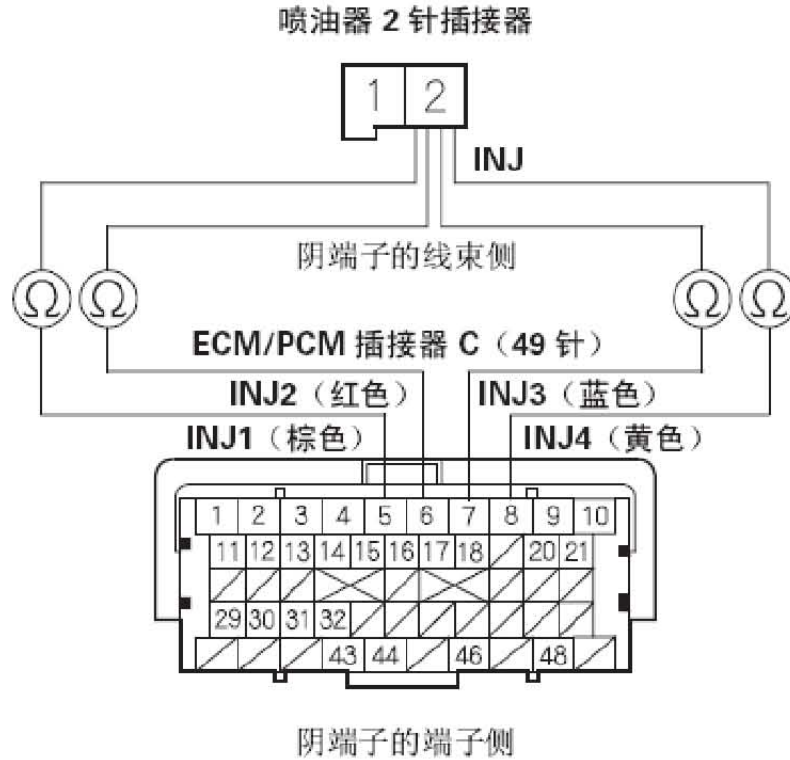 喷油器 2 针插接器
1 2
INJ
阴端子的线束侧
Ω Ω Ω Ω
ECM/PCM 插接器 C（49 针）
INJ2（红色） INJ3（蓝色）
INJ1（棕色） INJ4（黄色）
1 2 3 4 5 6 7 8 9 10
11 12 13 14 15 16 17 18 20 21
29 30 31 32
43 44 46 48
阴端子的端子侧